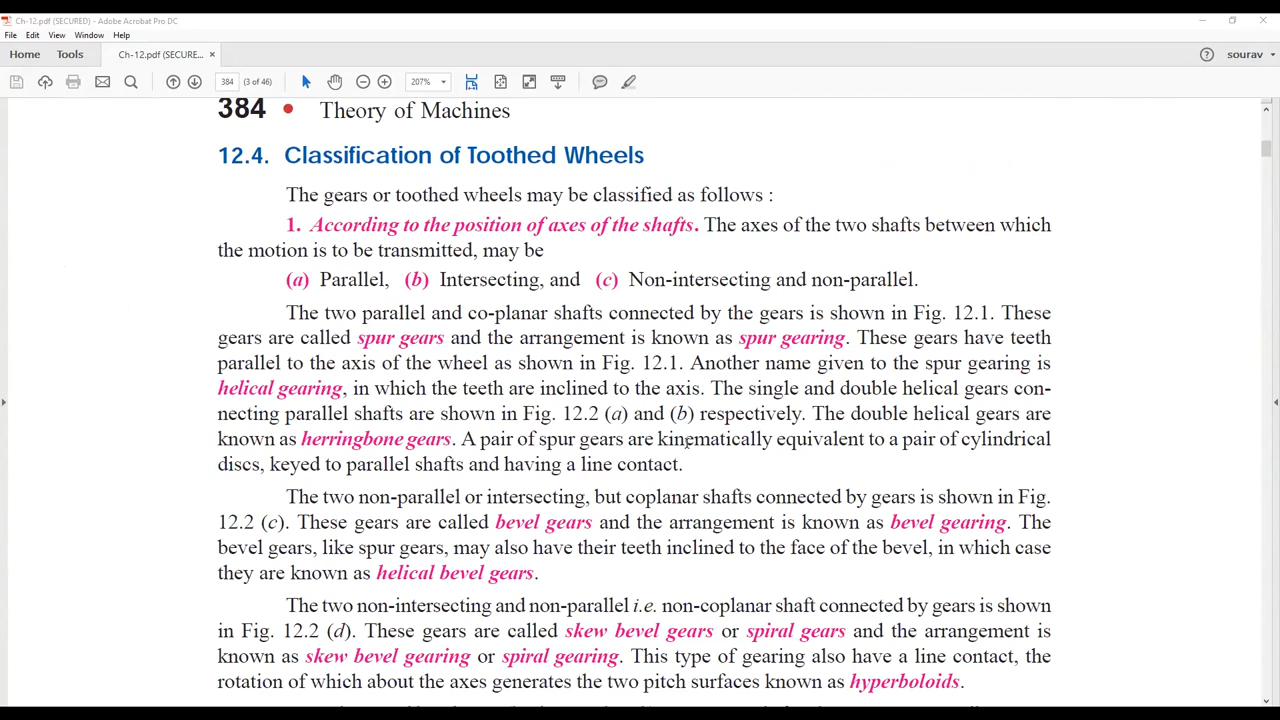 Ch-12.pdf (SECURED) - Adobe Acrobat Pro DC
File Edit View Window Help
Home Tools Ch-12.pdf (SECURE... × sourav
384 (3 of 46) 207%
384 • Theory of Machines
12.4. Classification of Toothed Wheels
The gears or toothed wheels may be classified as follows :
1. According to the position of axes of the shafts. The axes of the two shafts between which
the motion is to be transmitted, may be
(a) Parallel, (b) Intersecting, and (c) Non-intersecting and non-parallel.
The two parallel and co-planar shafts connected by the gears is shown in Fig. 12.1. These
gears are called spur gears and the arrangement is known as spur gearing. These gears have teeth
parallel to the axis of the wheel as shown in Fig. 12.1. Another name given to the spur gearing is
helical gearing, in which the teeth are inclined to the axis. The single and double helical gears con-
necting parallel shafts are shown in Fig. 12.2 (a) and (b) respectively. The double helical gears are
known as herringbone gears. A pair of spur gears are kinematically equivalent to a pair of cylindrical
discs, keyed to parallel shafts and having a line contact.
The two non-parallel or intersecting, but coplanar shafts connected by gears is shown in Fig.
12.2 (c). These gears are called bevel gears and the arrangement is known as bevel gearing. The
bevel gears, like spur gears, may also have their teeth inclined to the face of the bevel, in which case
they are known as helical bevel gears.
The two non-intersecting and non-parallel i.e. non-coplanar shaft connected by gears is shown
in Fig. 12.2 (d). These gears are called skew bevel gears or spiral gears and the arrangement is
known as skew bevel gearing or spiral gearing. This type of gearing also have a line contact, the
rotation of which about the axes generates the two pitch surfaces known as hyperboloids.